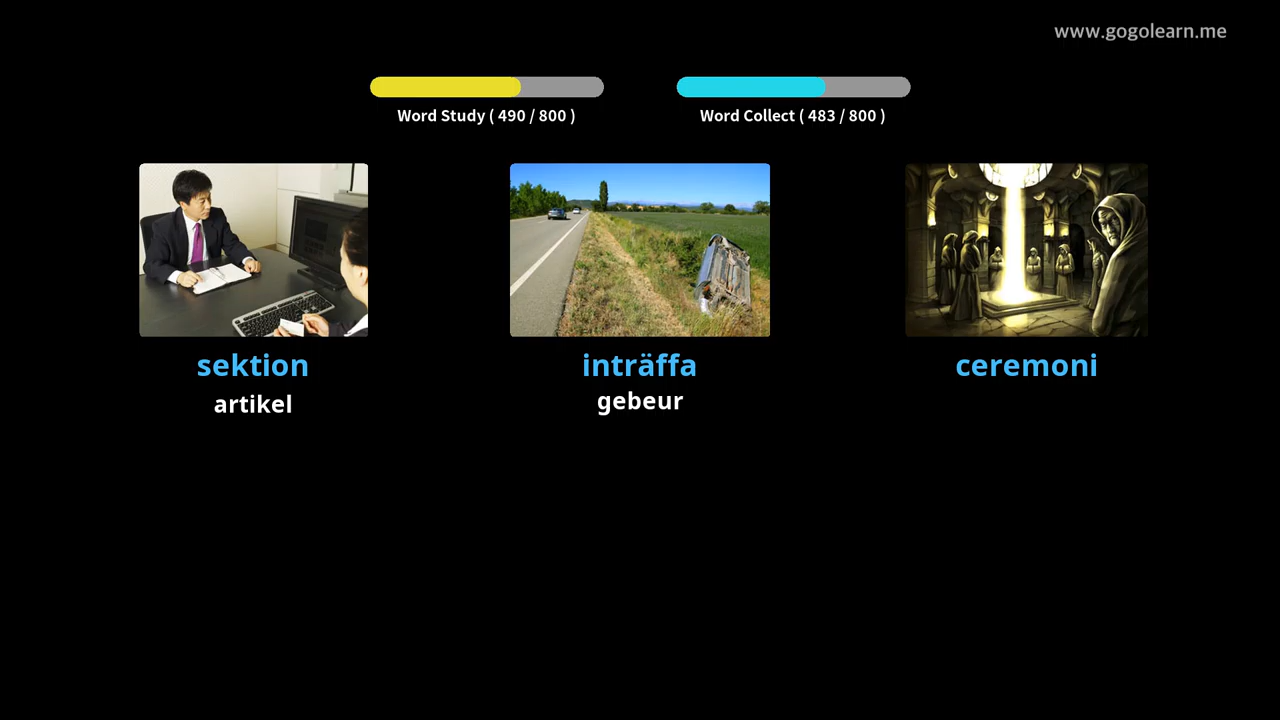 www.gogolearn.me
Word Study ( 490 / 800 )
Word Collect ( 483 / 800 )
sektion
artikel
inträffa
gebeur
ceremoni